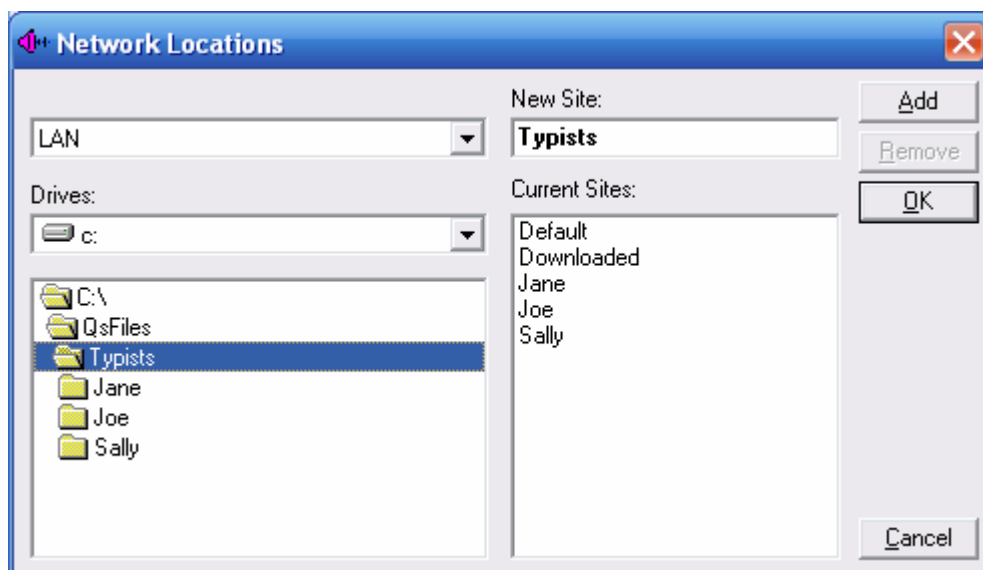 Network Locations
LAN
Drives:
c:
C:\
QsFiles
Typists
Jane
Joe
Sally
New Site:
Typists
Current Sites:
Default
Downloaded
Jane
Joe
Sally
Add
Remove
OK
Cancel